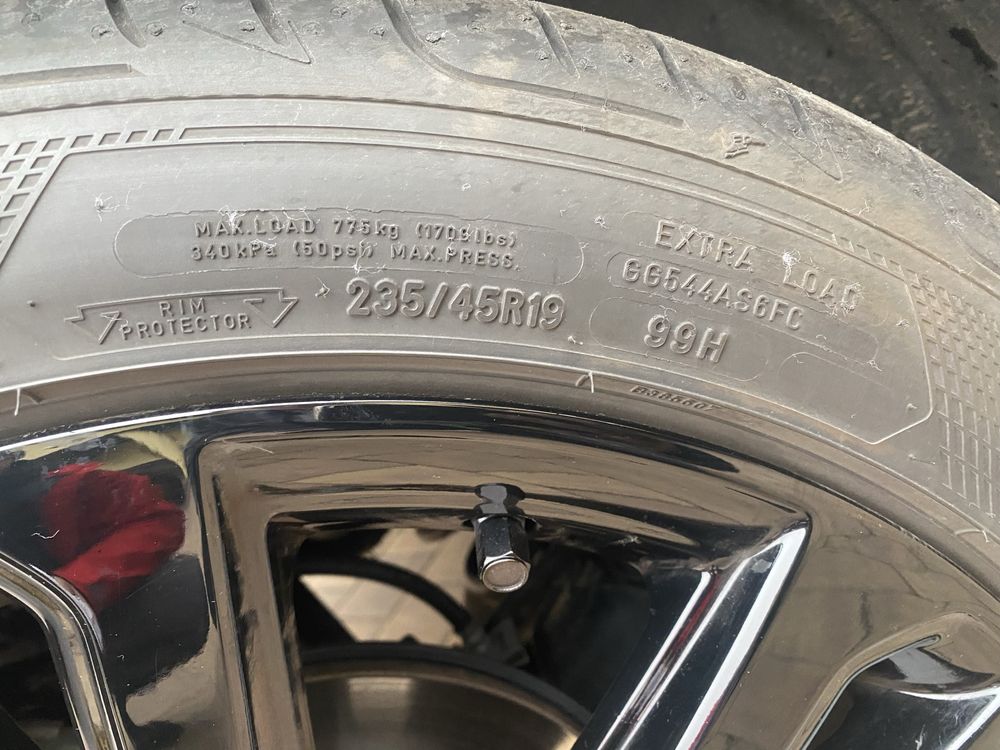 MAX.LOAD 775kg (1709lbs)
340kPa (50psi) MAX.PRESS.
EXTRA LOAD
GG544AS6FC
RIM
PROTECTOR
235/45R19
99H